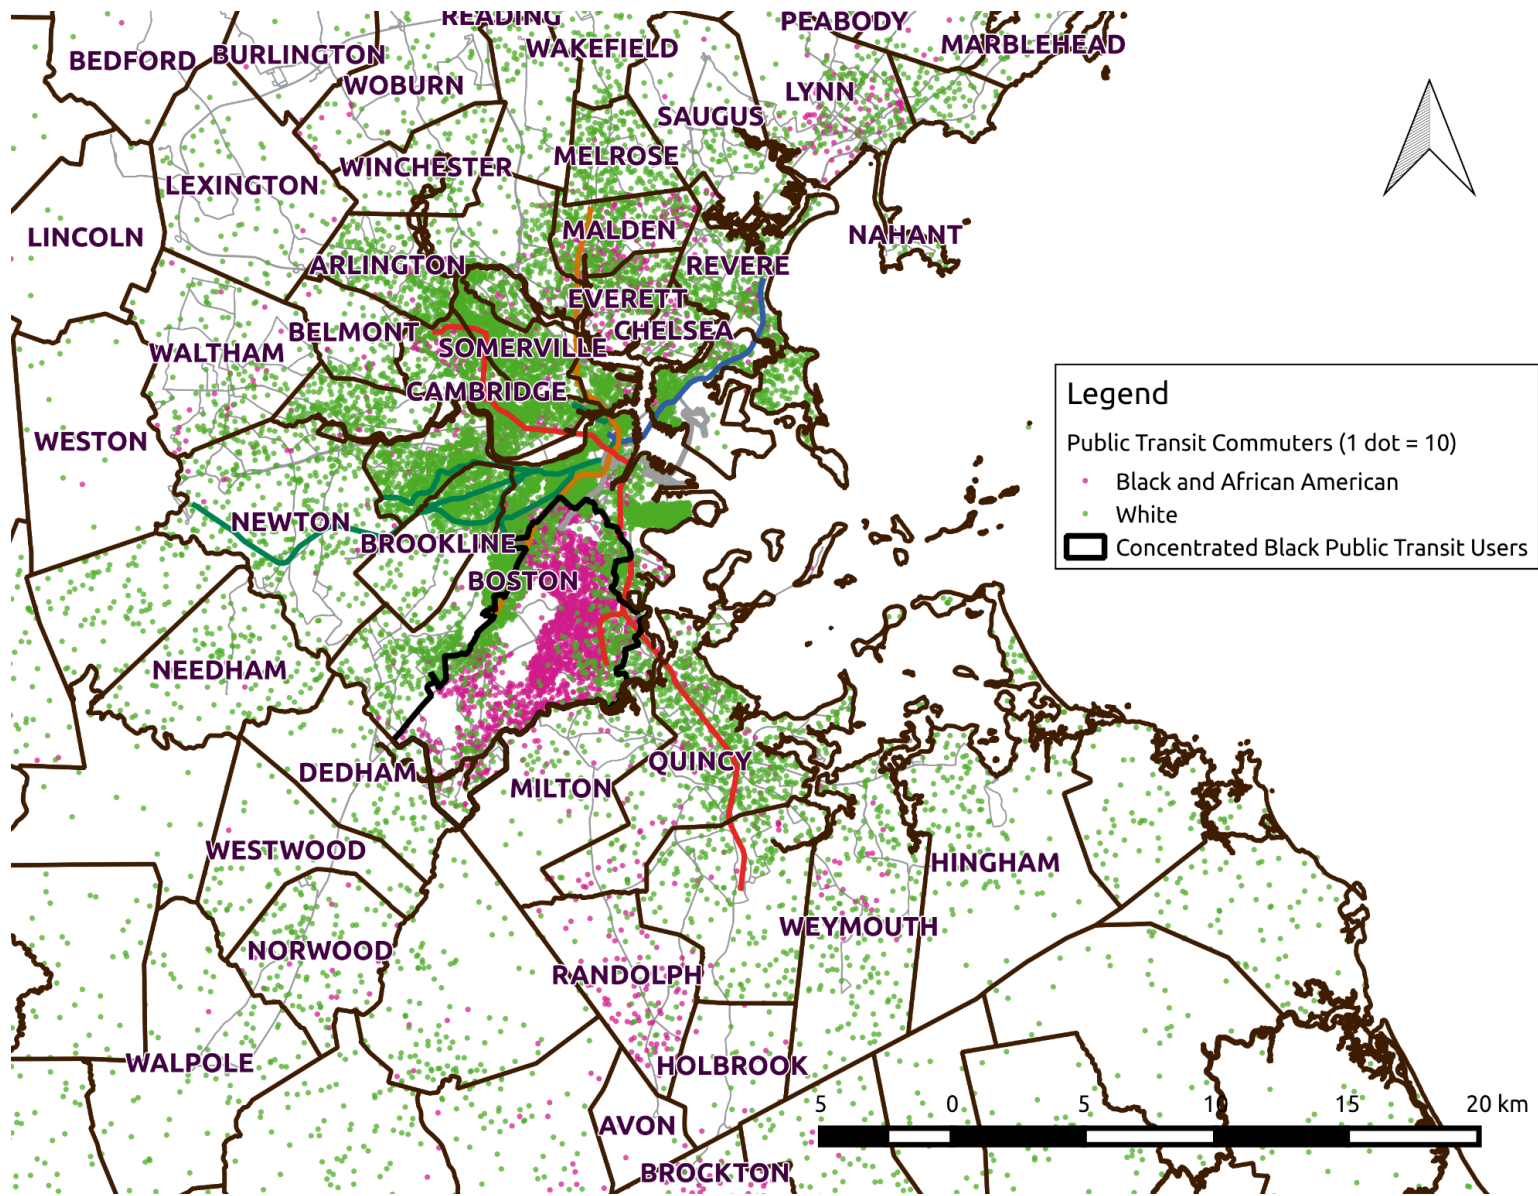 READING
PEABODY
MARBLEHEAD
BEDFORD
BURLINGTON
WAKEFIELD
WOBURN
LYNN
SAUGUS
WINCHESTER
MELROSE
LEXINGTON
LINCOLN
MALDEN
NAHANT
ARLINGTON
REVERE
EVERETT
BELMONT
CHELSEA
WALTHAM
SOMERVILLE
CAMBRIDGE
WESTON
NEWTON
BROOKLINE
BOSTON
NEEDHAM
DEDHAM
MILTON
QUINCY
WESTWOOD
HINGHAM
NORWOOD
WEYMOUTH
RANDOLPH
WALPOLE
HOLBROOK
AVON
BROCKTON
Legend
Public Transit Commuters (1 dot = 10)
Black and African American
White
Concentrated Black Public Transit Users
5 0 5 10 15 20 km